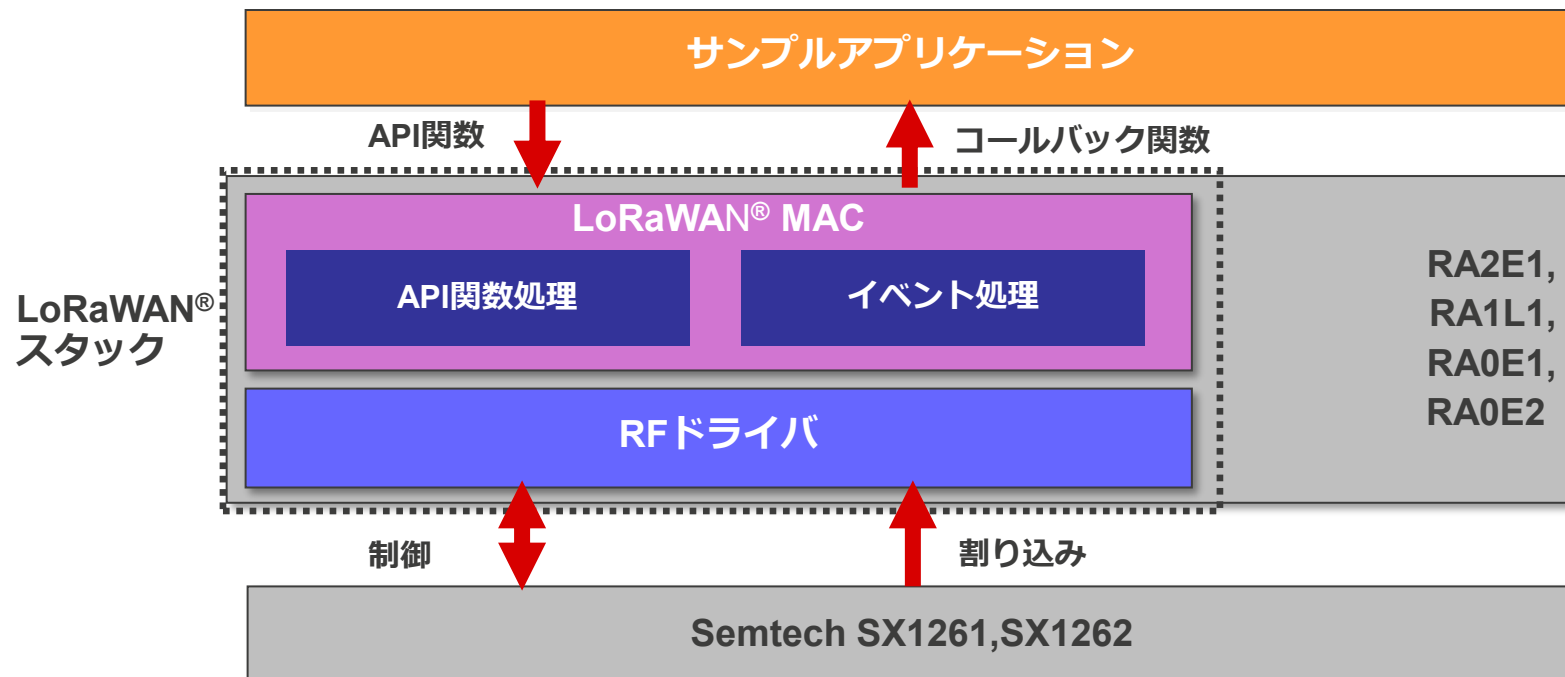 サンプルアプリケーション
API関数
コールバック関数
LoRaWAN® MAC
API関数処理
イベント処理
LoRaWAN®
スタック
RA2E1,
RA1L1,
RA0E1,
RA0E2
RFドライバ
制御
割り込み
Semtech SX1261,SX1262